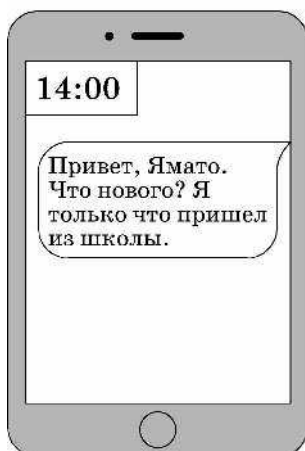 14:00
Привет, Ямато.
Что нового? Я
только что пришел
из школы.